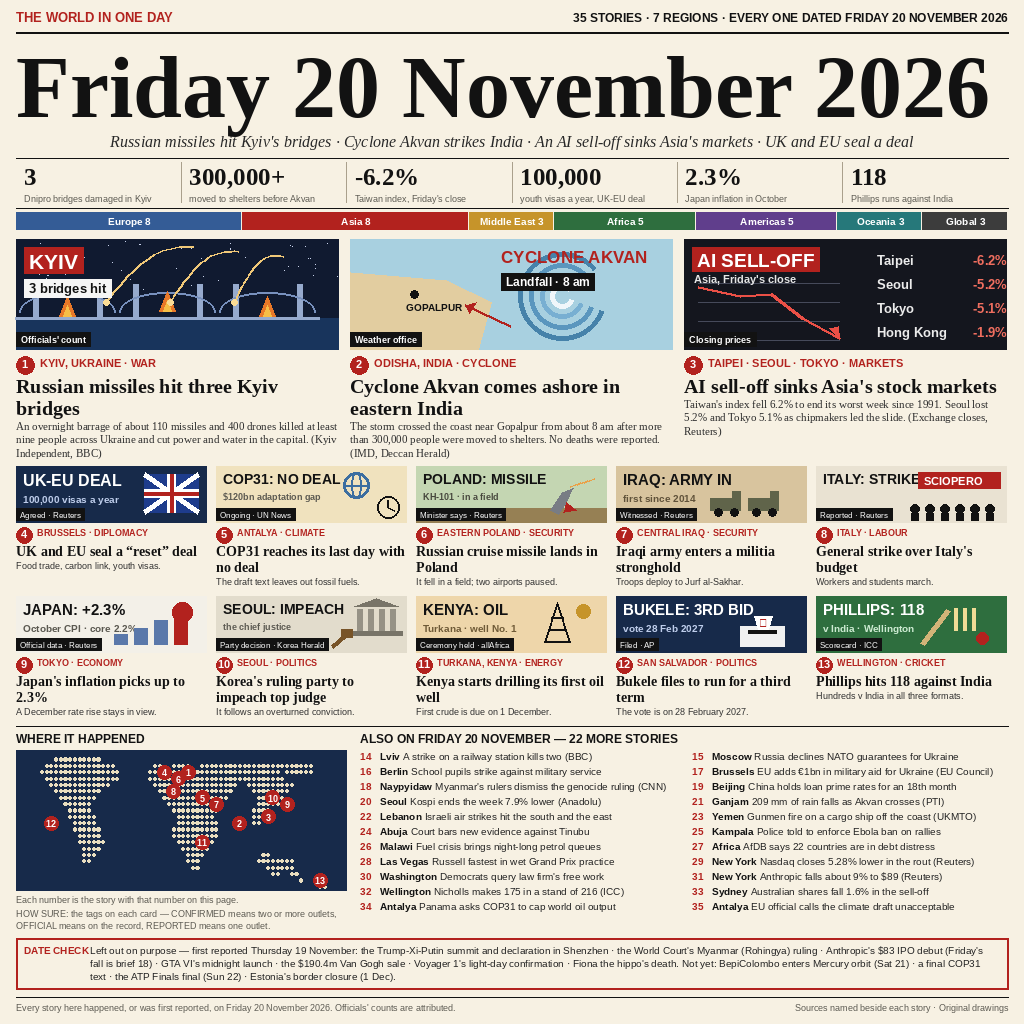 THE WORLD IN ONE DAY
35 STORIES · 7 REGIONS · EVERY ONE DATED FRIDAY 20 NOVEMBER 2026
Friday 20 November 2026
Russian missiles hit Kyiv's bridges · Cyclone Akvan strikes India · An AI sell-off sinks Asia's markets · UK and EU seal a deal
3
Dnipro bridges damaged in Kyiv
300,000+
moved to shelters before Akvan
-6.2%
Taiwan index, Friday's close
100,000
youth visas a year, UK-EU deal
2.3%
Japan inflation in October
118
Phillips runs against India
Europe 8
Asia 8
Middle East 3
Africa 5
Americas 5
Oceania 3
Global 3
KYIV
3 bridges hit
Officials' count
CYCLONE AKVAN
Landfall · 8 am
GOPALPUR
Weather office
AI SELL-OFF
Asia, Friday's close
Taipei -6.2%
Seoul -5.2%
Tokyo -5.1%
Hong Kong -1.9%
Closing prices
1 KYIV, UKRAINE · WAR
Russian missiles hit three Kyiv
bridges
An overnight barrage of about 110 missiles and 400 drones killed at least
nine people across Ukraine and cut power and water in the capital. (Kyiv
Independent, BBC)
2 ODISHA, INDIA · CYCLONE
Cyclone Akvan comes ashore in
eastern India
The storm crossed the coast near Gopalpur from about 8 am after more
than 300,000 people were moved to shelters. No deaths were reported.
(IMD, Deccan Herald)
3 TAIPEI · SEOUL · TOKYO · MARKETS
AI sell-off sinks Asia's stock markets
Taiwan's index fell 6.2% to end its worst week since 1991. Seoul lost
5.2% and Tokyo 5.1% as chipmakers led the slide. (Exchange closes,
Reuters)
UK-EU DEAL
100,000 visas a year
Agreed · Reuters
COP31: NO DEAL
$120bn adaptation gap
Ongoing · UN News
POLAND: MISSILE
KH-101 · in a field
Minister says · Reuters
IRAQ: ARMY IN
first since 2014
Witnessed · Reuters
ITALY: STRIKE
SCIOPERO
Reported · Reuters
4 BRUSSELS · DIPLOMACY
UK and EU seal a “reset” deal
Food trade, carbon link, youth visas.
5 ANTALYA · CLIMATE
COP31 reaches its last day with
no deal
The draft text leaves out fossil fuels.
6 EASTERN POLAND · SECURITY
Russian cruise missile lands in
Poland
It fell in a field; two airports paused.
7 CENTRAL IRAQ · SECURITY
Iraqi army enters a militia
stronghold
Troops deploy to Jurf al-Sakhar.
8 ITALY · LABOUR
General strike over Italy's
budget
Workers and students march.
JAPAN: +2.3%
October CPI · core 2.2%
Official data · Reuters
SEOUL: IMPEACH
the chief justice
Party decision · Korea Herald
KENYA: OIL
Turkana · well No. 1
Ceremony held · allAfrica
BUKELE: 3RD BID
vote 28 Feb 2027
Filed · AP
PHILLIPS: 118
v India · Wellington
Scorecard · ICC
9 TOKYO · ECONOMY
Japan's inflation picks up to
2.3%
A December rate rise stays in view.
10 SEOUL · POLITICS
Korea's ruling party to
impeach top judge
It follows an overturned conviction.
11 TURKANA, KENYA · ENERGY
Kenya starts drilling its first oil
well
First crude is due on 1 December.
12 SAN SALVADOR · POLITICS
Bukele files to run for a third
term
The vote is on 28 February 2027.
13 WELLINGTON · CRICKET
Phillips hits 118 against India
Hundreds v India in all three formats.
WHERE IT HAPPENED
4 1
6
8
5
7
10
9
12
2
3
11
13
Each number is the story with that number on this page.
HOW SURE: the tags on each card — CONFIRMED means two or more outlets,
OFFICIAL means on the record, REPORTED means one outlet.
ALSO ON FRIDAY 20 NOVEMBER — 22 MORE STORIES
14 Lviv A strike on a railway station kills two (BBC)
15 Moscow Russia declines NATO guarantees for Ukraine
16 Berlin School pupils strike against military service
17 Brussels EU adds €1bn in military aid for Ukraine (EU Council)
18 Naypyidaw Myanmar's rulers dismiss the genocide ruling (CNN)
19 Beijing China holds loan prime rates for an 18th month
20 Seoul Kospi ends the week 7.9% lower (Anadolu)
21 Ganjam 209 mm of rain falls as Akvan crosses (PTI)
22 Lebanon Israeli air strikes hit the south and the east
23 Yemen Gunmen fire on a cargo ship off the coast (UKMTO)
24 Abuja Court bars new evidence against Tinubu
25 Kampala Police told to enforce Ebola ban on rallies
26 Malawi Fuel crisis brings night-long petrol queues
27 Africa AfDB says 22 countries are in debt distress
28 Las Vegas Russell fastest in wet Grand Prix practice
29 New York Nasdaq closes 5.28% lower in the rout (Reuters)
30 Washington Democrats query law firm's free work
31 New York Anthropic falls about 9% to $89 (Reuters)
32 Wellington Nicholls makes 175 in a stand of 216 (ICC)
33 Sydney Australian shares fall 1.6% in the sell-off
34 Antalya Panama asks COP31 to cap world oil output
35 Antalya EU official calls the climate draft unacceptable
DATE CHECK Left out on purpose — first reported Thursday 19 November: the Trump-Xi-Putin summit and declaration in Shenzhen · the World Court's Myanmar (Rohingya) ruling · Anthropic's $83 IPO debut (Friday's
fall is brief 18) · GTA VI's midnight launch · the $190.4m Van Gogh sale · Voyager 1's light-day confirmation · Fiona the hippo's death. Not yet: BepiColombo enters Mercury orbit (Sat 21) · a final COP31
text · the ATP Finals final (Sun 22) · Estonia's border closure (1 Dec).
Every story here happened, or was first reported, on Friday 20 November 2026. Officials' counts are attributed.
Sources named beside each story · Original drawings